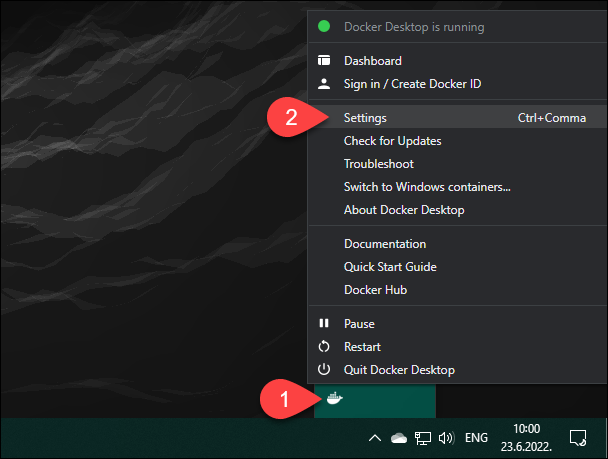 Docker Desktop is running
Dashboard
Sign in / Create Docker ID
2
Settings Ctrl+Comma
Check for Updates
Troubleshoot
Switch to Windows containers...
About Docker Desktop
Documentation
Quick Start Guide
Docker Hub
Pause
Restart
Quit Docker Desktop
1
ENG
10:00
23.6.2022.